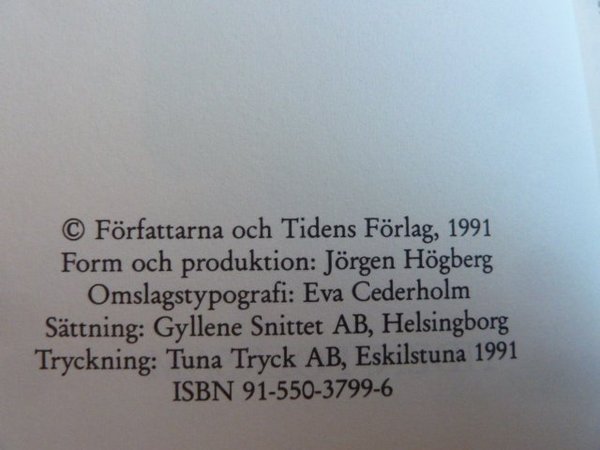 © Författarna och Tidens Förlag, 1991
Form och produktion: Jörgen Högberg
Omslagstypografi: Eva Cederholm
Sättning: Gyllene Snittet AB, Helsingborg
Tryckning: Tuna Tryck AB, Eskilstuna 1991
ISBN 91-550-3799-6